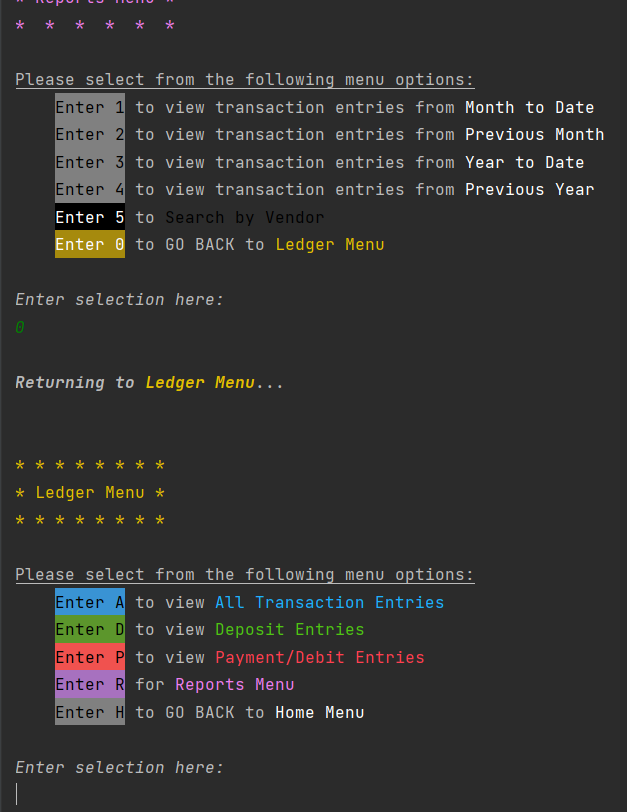 * Reports Menu *
* * * * * *
Please select from the following menu options:
Enter 1 to view transaction entries from Month to Date
Enter 2 to view transaction entries from Previous Month
Enter 3 to view transaction entries from Year to Date
Enter 4 to view transaction entries from Previous Year
Enter 5 to Search by Vendor
Enter 0 to GO BACK to Ledger Menu
Enter selection here:
0
Returning to Ledger Menu...
* * * * * * * *
* Ledger Menu *
* * * * * * * *
Please select from the following menu options:
Enter A to view All Transaction Entries
Enter D to view Deposit Entries
Enter P to view Payment/Debit Entries
Enter R for Reports Menu
Enter H to GO BACK to Home Menu
Enter selection here: